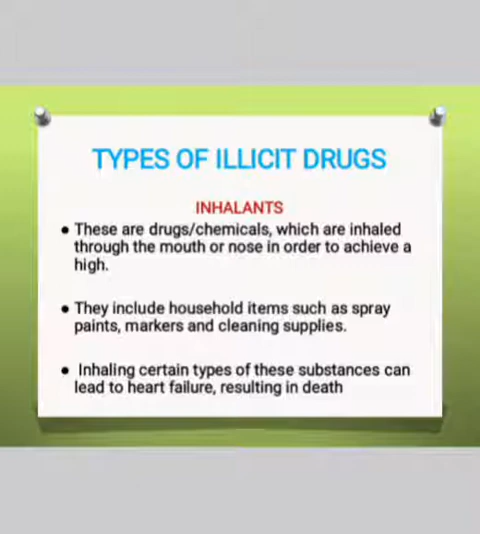 TYPES OF ILLICIT DRUGS
INHALANTS
• These are drugs/chemicals, which are inhaled
through the mouth or nose in order to achieve a
high.
• They include household items such as spray
paints, markers and cleaning supplies.
• Inhaling certain types of these substances can
lead to heart failure, resulting in death